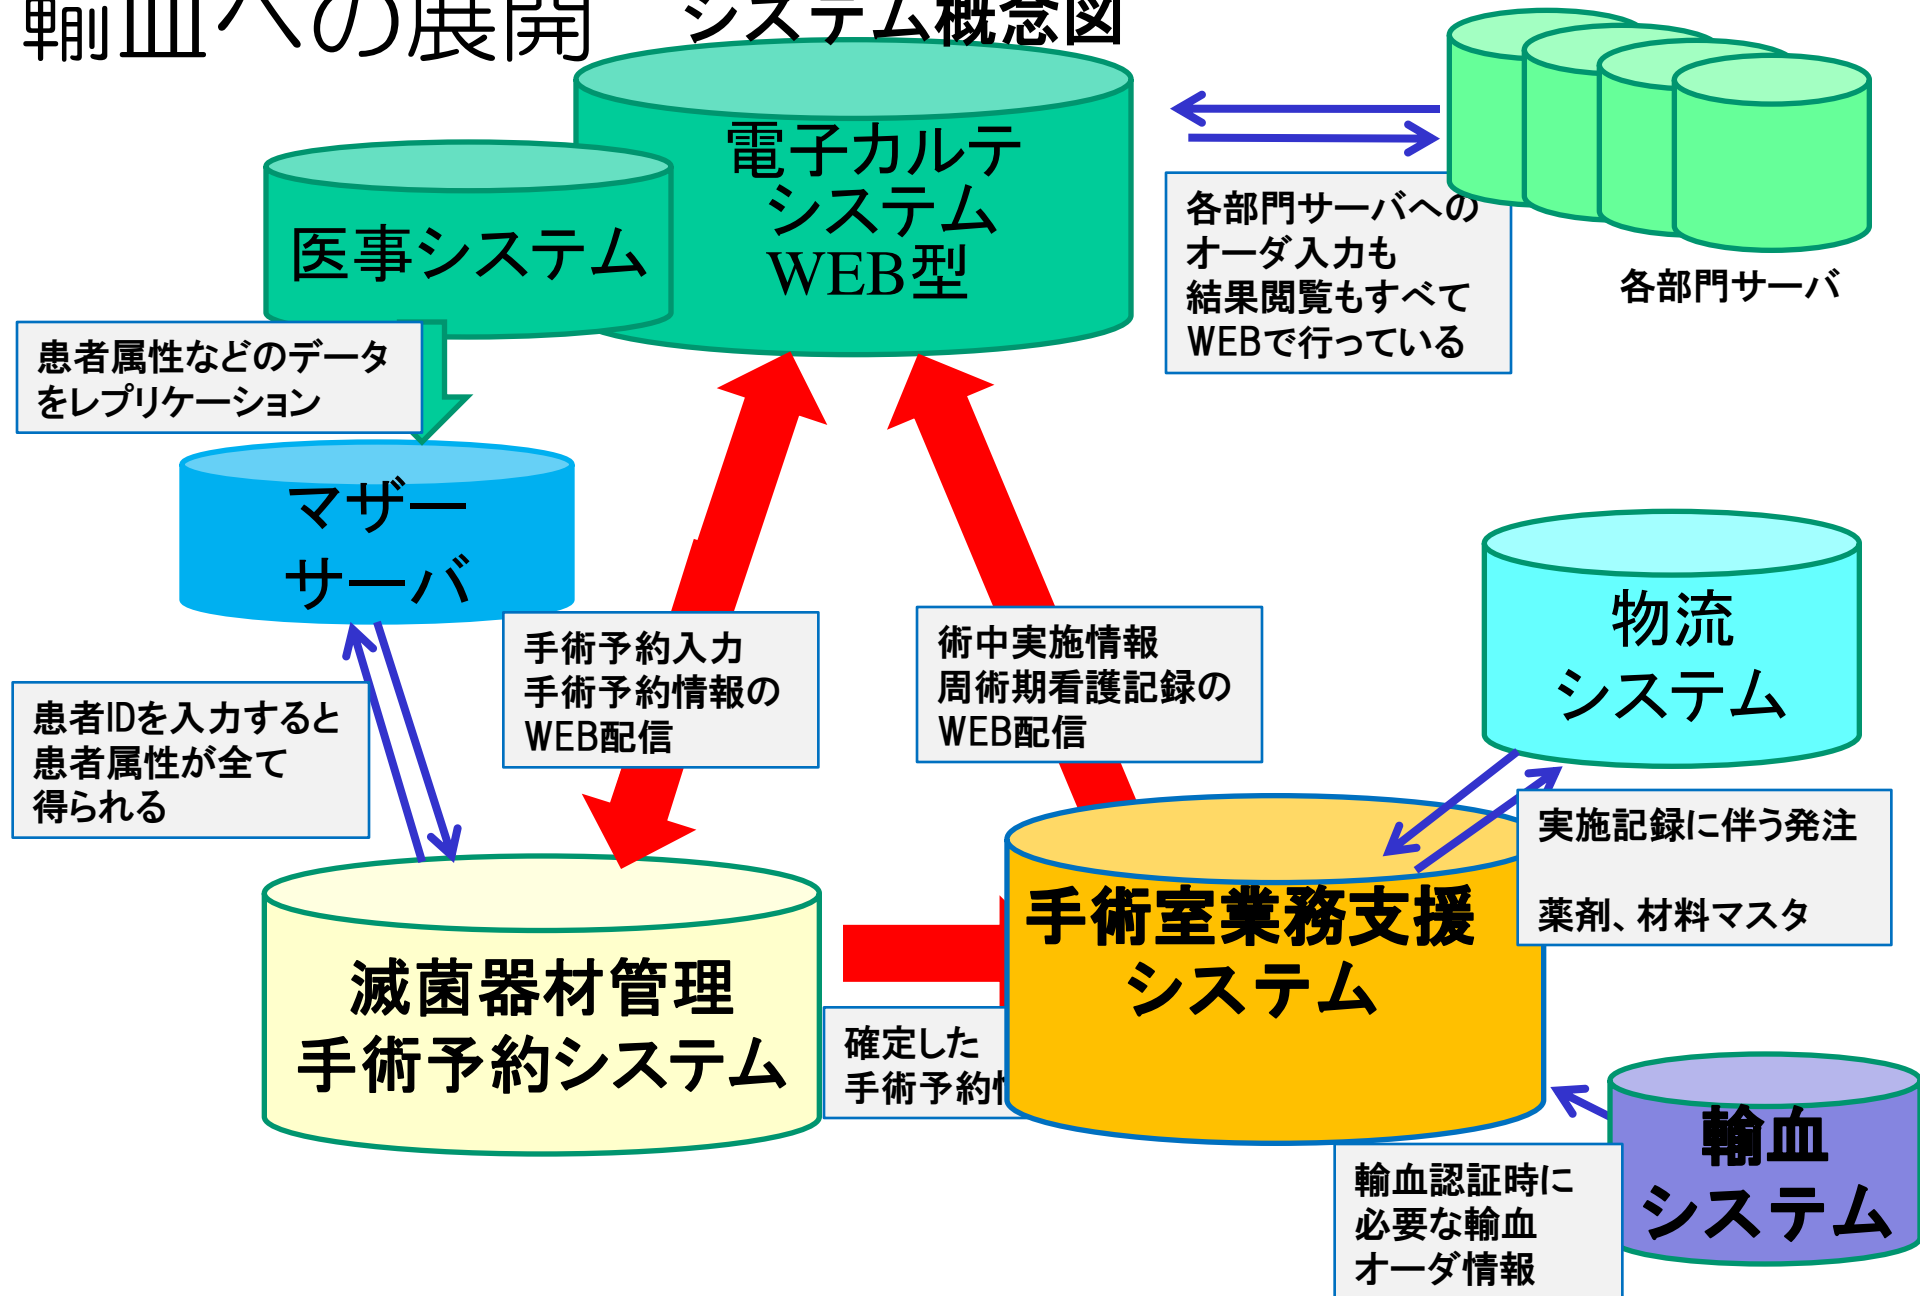 輸血への展開
システム概念図
電子カルテ
システム
WEB型
医事システム
各部門サーバへの
オーダ入力も
結果閲覧もすべて
WEBで行っている
各部門サーバ
患者属性などのデータ
をレプリケーション
マザー
サーバ
患者IDを入力すると
患者属性が全て
得られる
手術予約入力
手術予約情報の
WEB配信
術中実施情報
周術期看護記録の
WEB配信
物流
システム
実施記録に伴う発注
薬剤、材料マスタ
手術室業務支援
システム
滅菌器材管理
手術予約システム
確定した
手術予約
輸血
システム
輸血認証時に
必要な輸血
オーダ情報